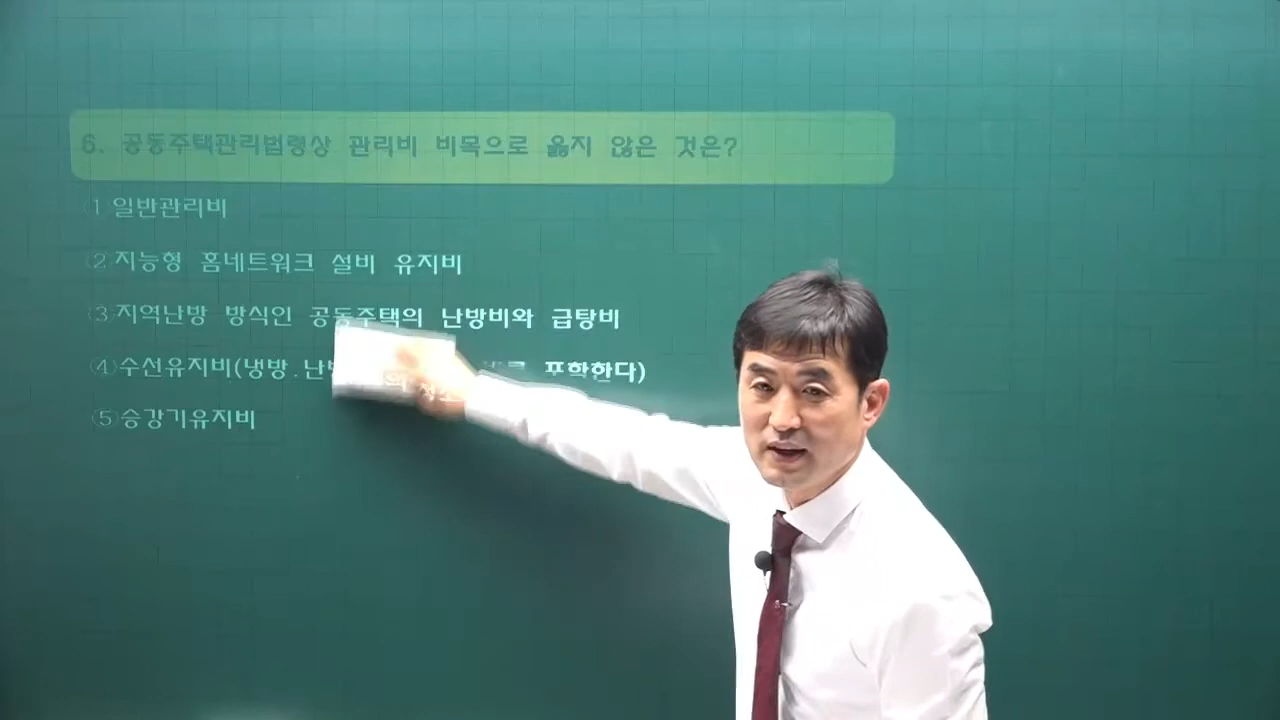 6. 공동주택관리법령상 관리비 비목으로 옳지 않은 것은?
① 일반관리비
② 지능형 홈네트워크 설비 유지비
③ 지역난방 방식인 공동주택의 난방비와 급탕비
④ 수선유지비(냉방.난 포함한다)
⑤ 승강기유지비